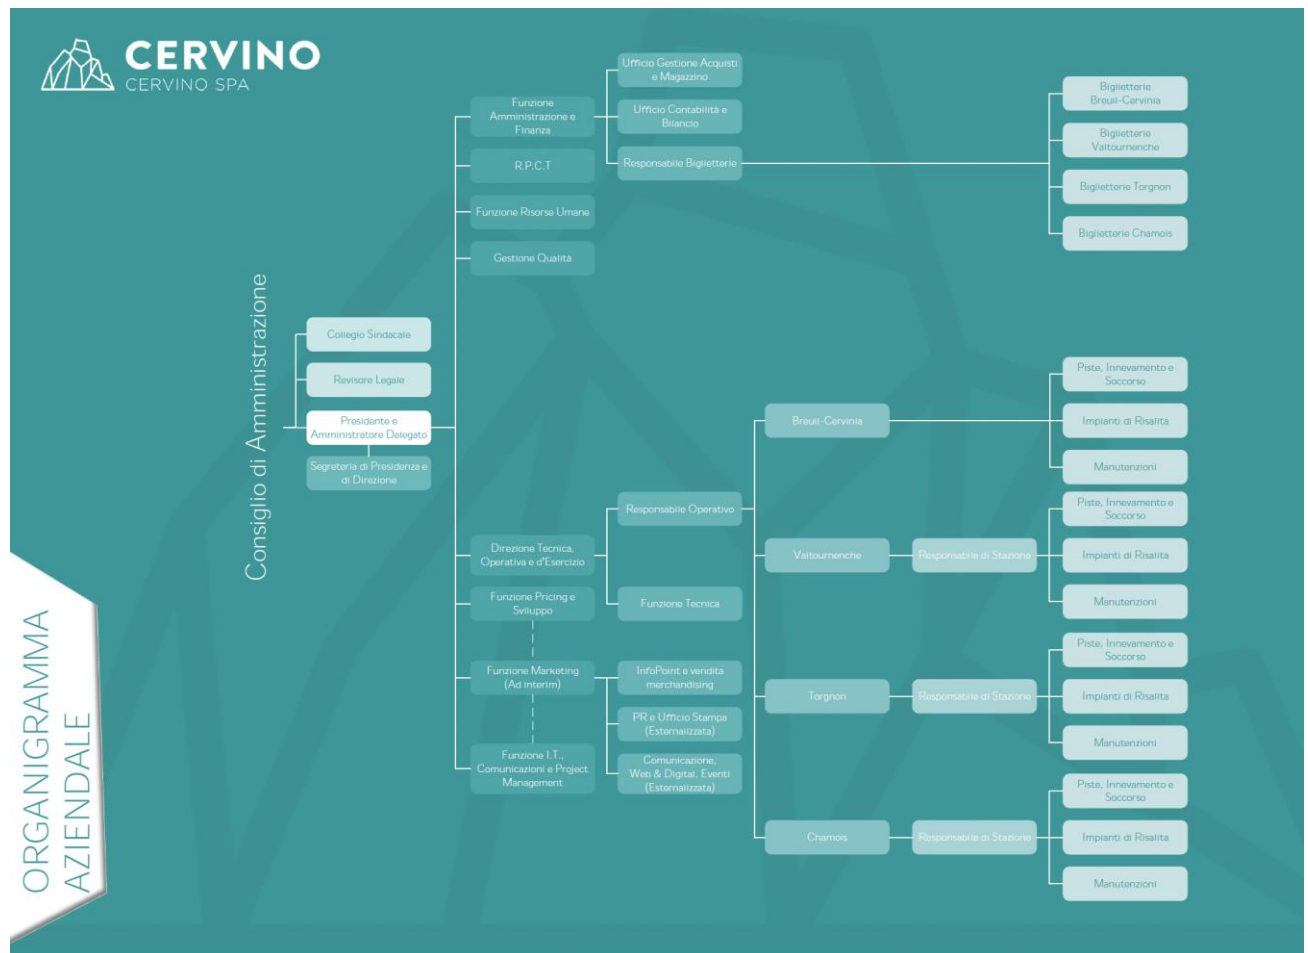 CERVINO
CERVINO SPA
ORGANIGRAMMA
AZIENDALE
Consiglio di Amministrazione
Collegio Sindacale
Revisore Legale
Presidente e
Amministratore Delegato
Segreteria di Presidenza e
di Direzione
Funzione
Amministrazione e
Finanza
R.P.C.T
Funzione Risorse Umane
Gestione Qualità
Direzione Tecnica,
Operativa e d'Esercizio
Funzione Pricing e
Sviluppo
Funzione Marketing
(Ad interim)
Funzione I.T.,
Comunicazioni e Project
Management
Ufficio Gestione Acquisti
e Magazzino
Ufficio Contabilità e
Bilancio
Responsabile Biglietterie
Responsabile Operativo
Funzione Tecnica
InfoPoint e vendita
merchandising
PR e Ufficio Stampa
(Esternalizzata)
Comunicazione,
Web & Digital, Eventi
(Esternalizzata)
Biglietterie
Breuil-Cervinia
Biglietterie
Valtournenche
Biglietterie Torgnon
Biglietterie Chamois
Breuil-Cervinia
Piste, Innevamento e
Soccorso
Impianti di Risalita
Manutenzioni
Valtournenche
Responsabile di Stazione
Piste, Innevamento e
Soccorso
Impianti di Risalita
Manutenzioni
Torgnon
Responsabile di Stazione
Piste, Innevamento e
Soccorso
Impianti di Risalita
Manutenzioni
Chamois
Responsabile di Stazione
Piste, Innevamento e
Soccorso
Impianti di Risalita
Manutenzioni